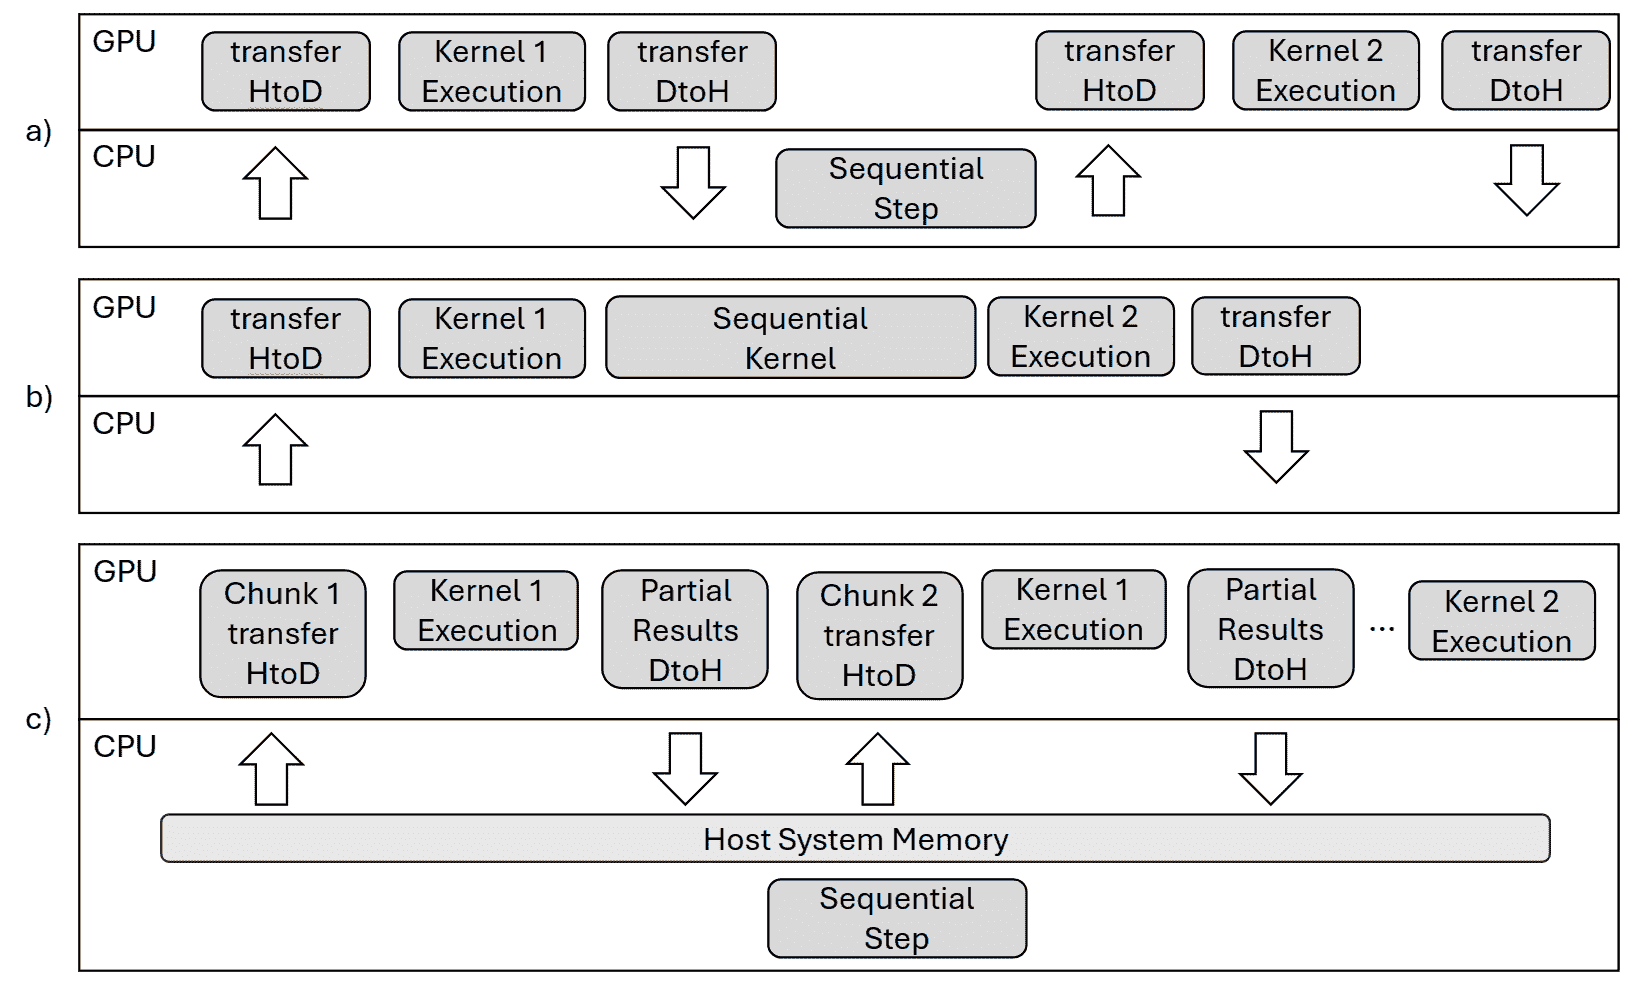 GPU
transfer
HtoD
Kernel 1
Execution
transfer
DtoH
transfer
HtoD
Kernel 2
Execution
transfer
DtoH
a)
CPU
Sequential
Step
GPU
transfer
HtoD
Kernel 1
Execution
Sequential
Kernel
Kernel 2
Execution
transfer
DtoH
b)
CPU
GPU
Chunk 1
transfer
HtoD
Kernel 1
Execution
Partial
Results
DtoH
Chunk 2
transfer
HtoD
Kernel 1
Execution
Partial
Results
DtoH
...
Kernel 2
Execution
c)
CPU
Host System Memory
Sequential
Step